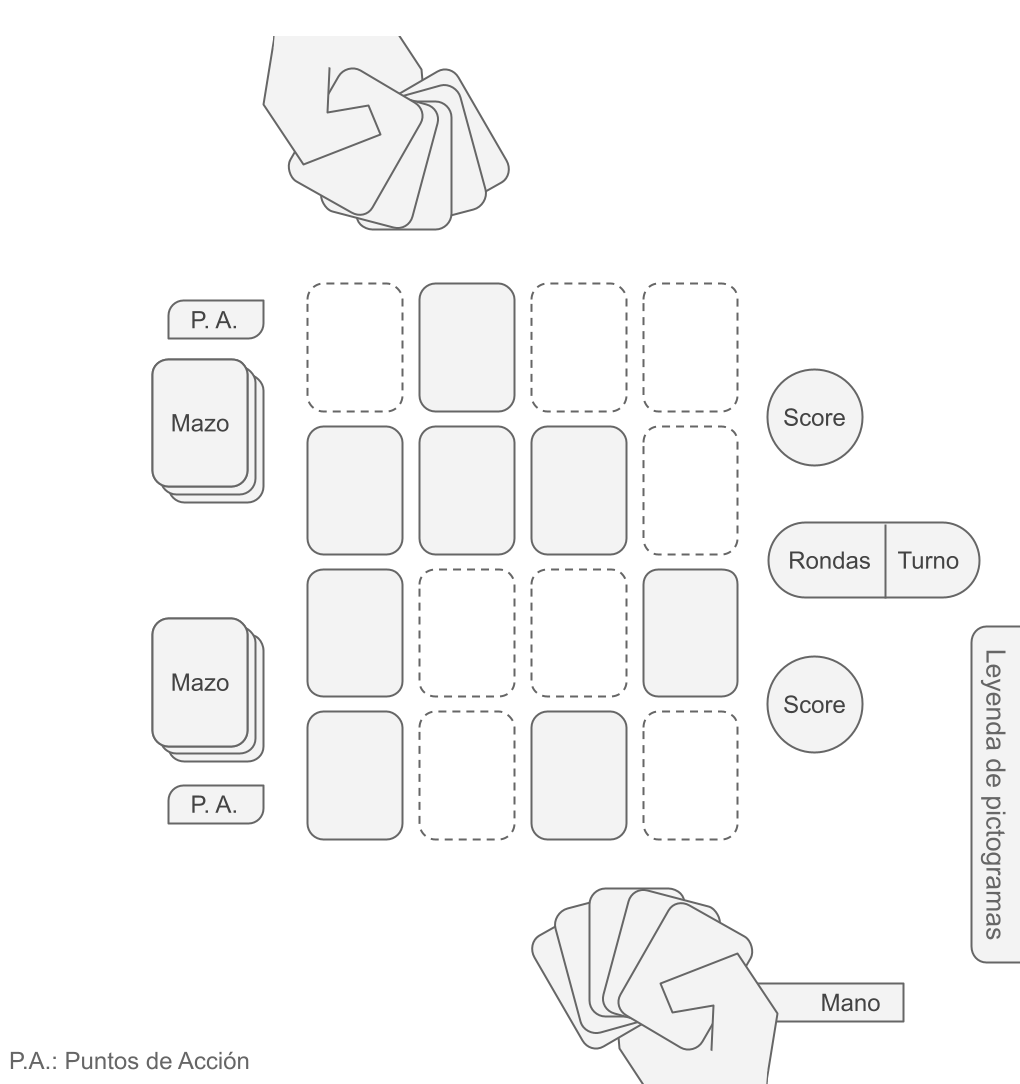 P. A.
Mazo
Score
Rondas
Turno
Mazo
Score
P. A.
Leyenda de pictogramas
Mano
P.A.: Puntos de Acción